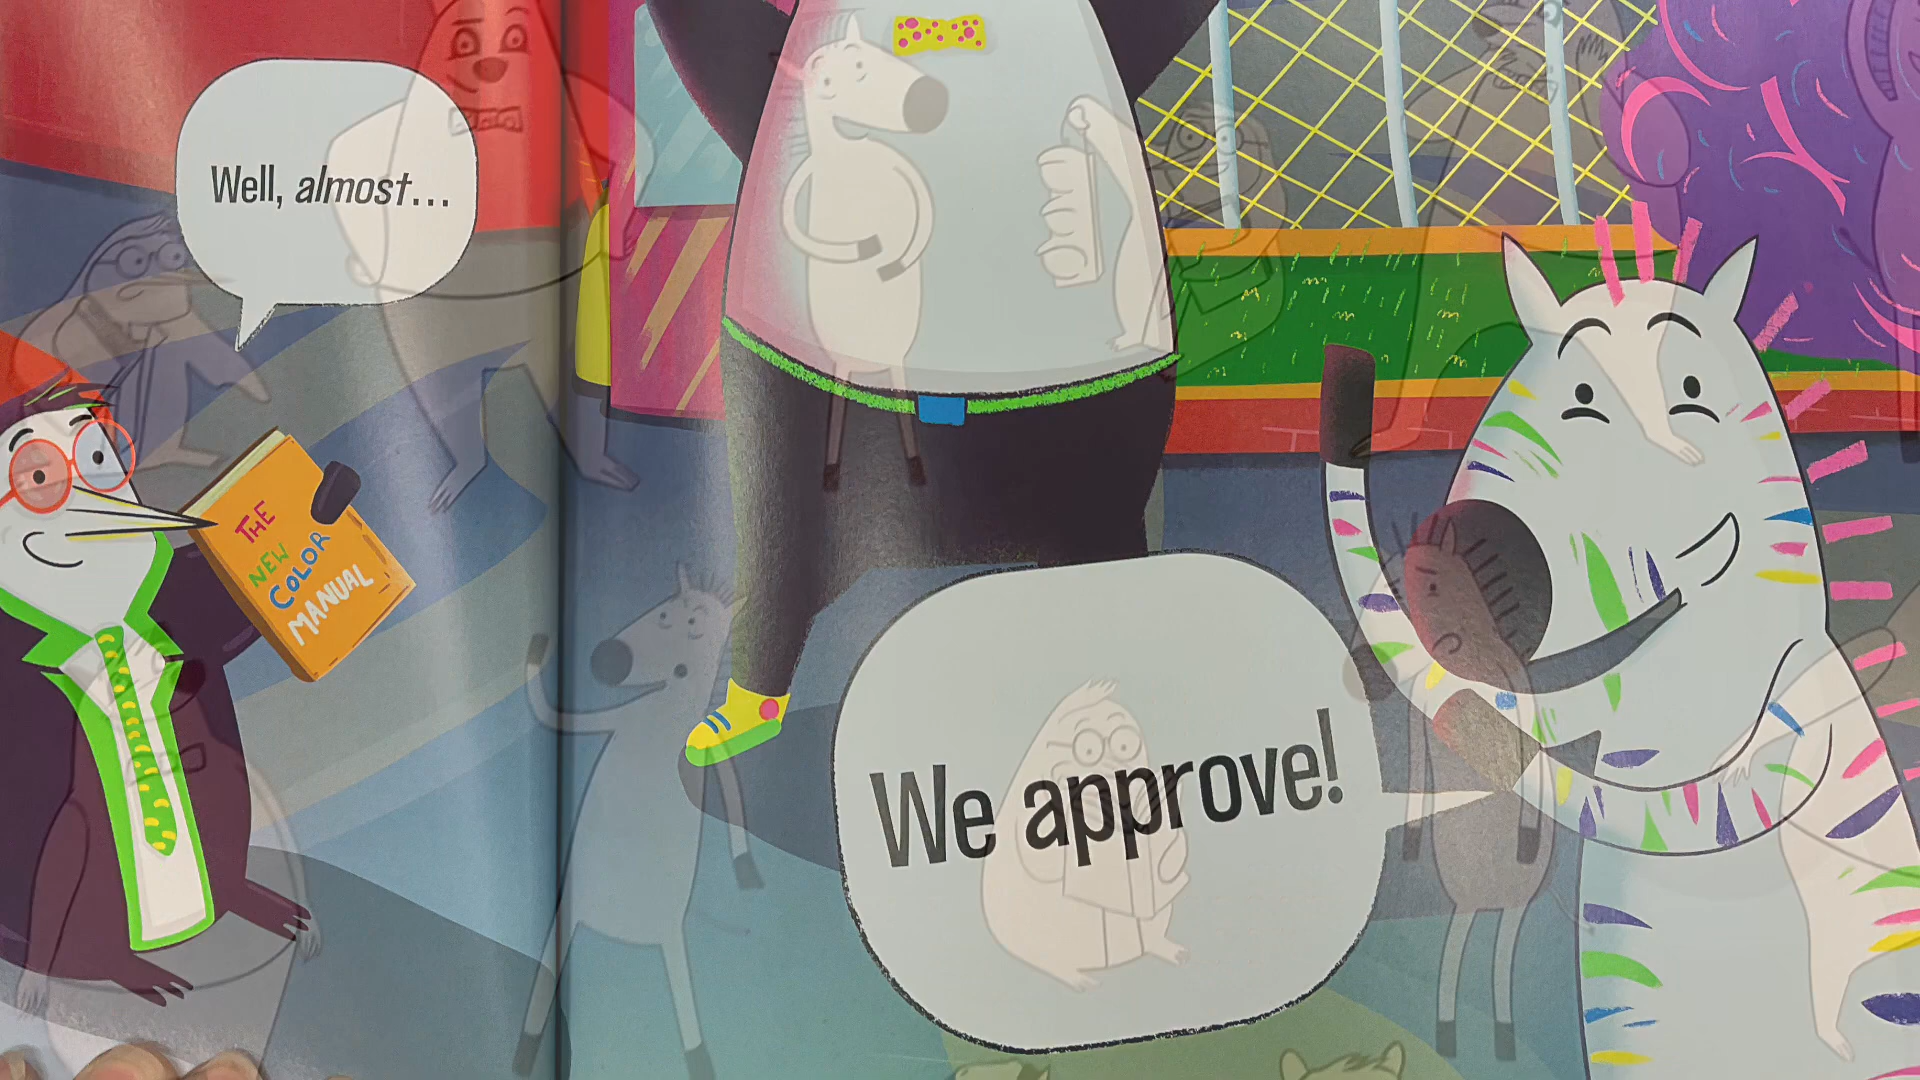 Well, almost...
THE
NEW
COLOR
MANUAL
We approve!